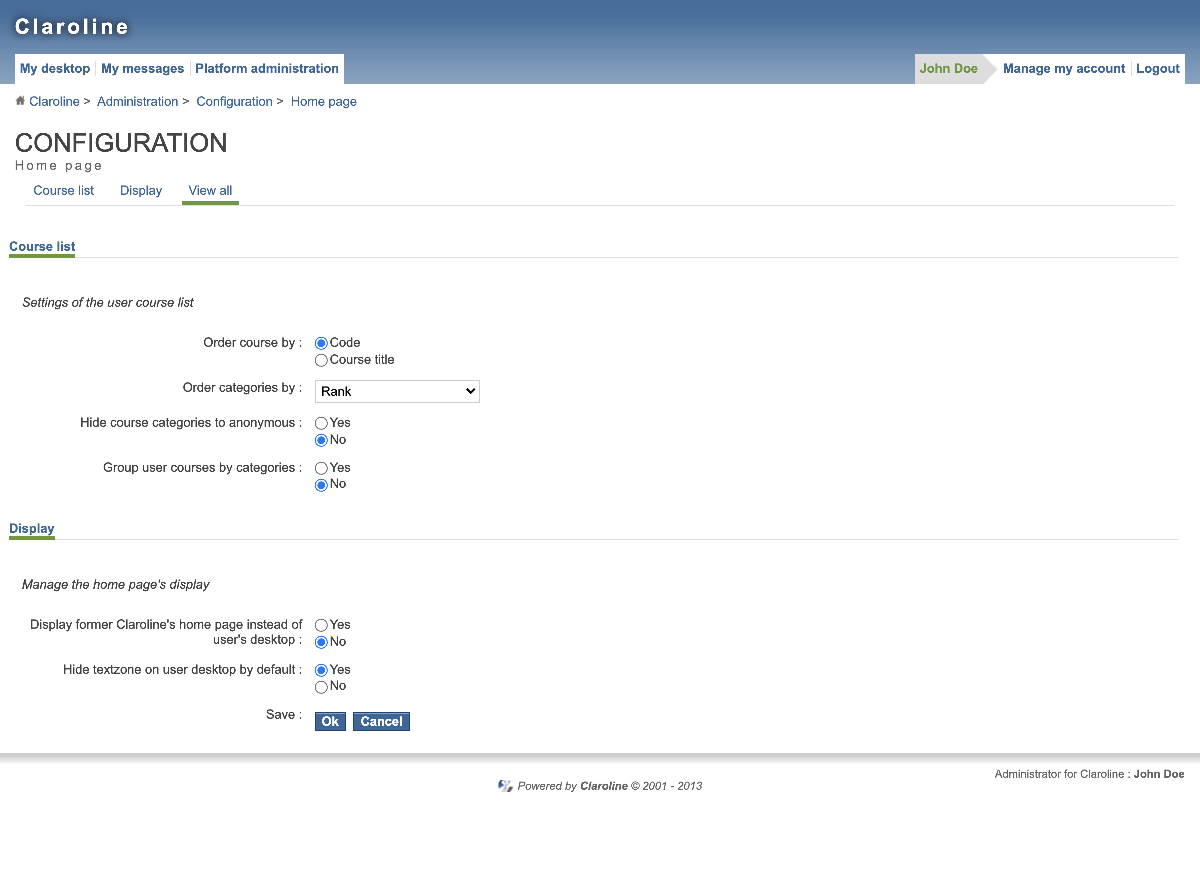 Claroline
My desktop My messages Platform administration John Doe Manage my account Logout
Claroline > Administration > Configuration > Home page
CONFIGURATION
Home page
Course list Display View all
Course list
Settings of the user course list
Order course by : Code
Course title
Order categories by : Rank
Hide course categories to anonymous : Yes
No
Group user courses by categories : Yes
No
Display
Manage the home page's display
Display former Claroline's home page instead of Yes
user's desktop : No
Hide textzone on user desktop by default : Yes
No
Save : Ok Cancel
Administrator for Claroline : John Doe
Powered by Claroline © 2001 - 2013